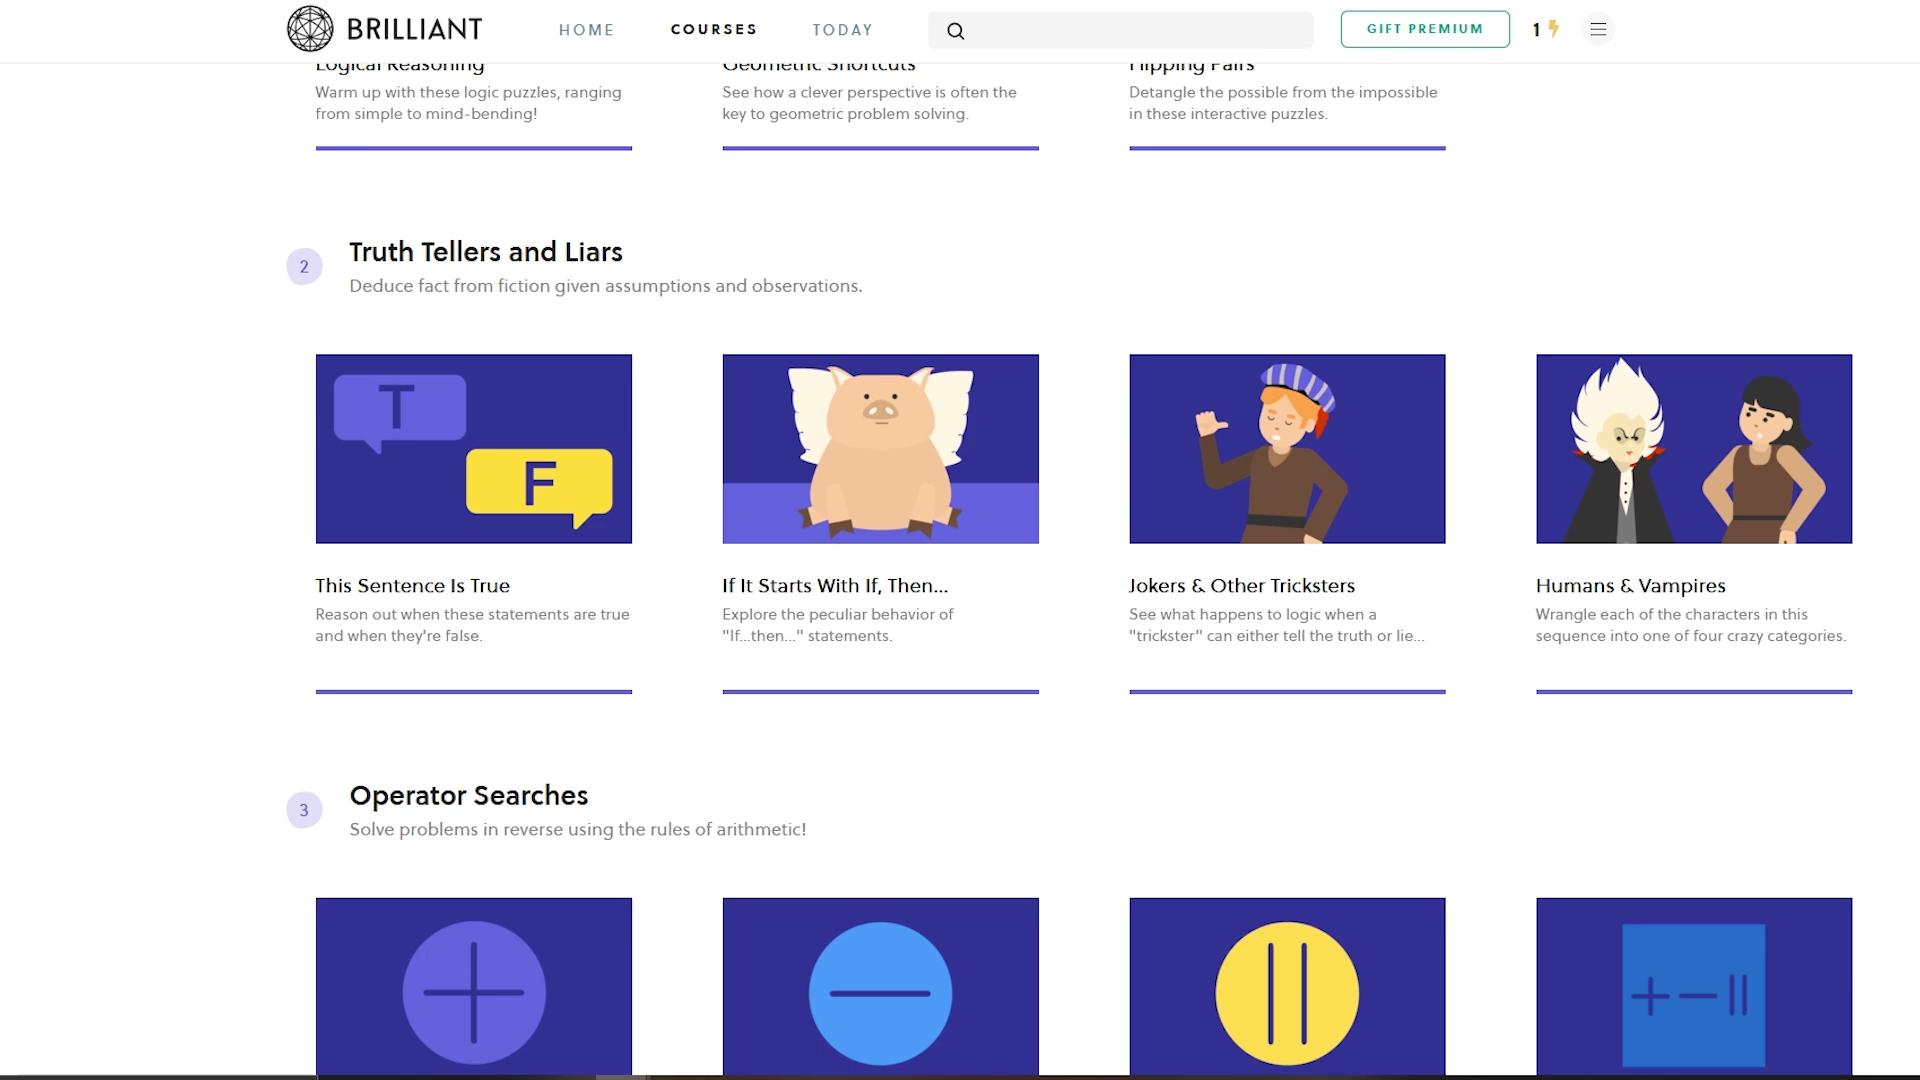 BRILLIANT
HOME
COURSES
TODAY
GIFT PREMIUM
1
Logical Reasoning
Warm up with these logic puzzles, ranging
from simple to mind-bending!
Geometric Shortcuts
See how a clever perspective is often the
key to geometric problem solving.
Flipping Pairs
Detangle the possible from the impossible
in these interactive puzzles.
2
Truth Tellers and Liars
Deduce fact from fiction given assumptions and observations.
T
F
This Sentence Is True
Reason out when these statements are true
and when they're false.
If It Starts With If, Then...
Explore the peculiar behavior of
"If...then..." statements.
Jokers & Other Tricksters
See what happens to logic when a
"trickster" can either tell the truth or lie...
Humans & Vampires
Wrangle each of the characters in this
sequence into one of four crazy categories.
3
Operator Searches
Solve problems in reverse using the rules of arithmetic!